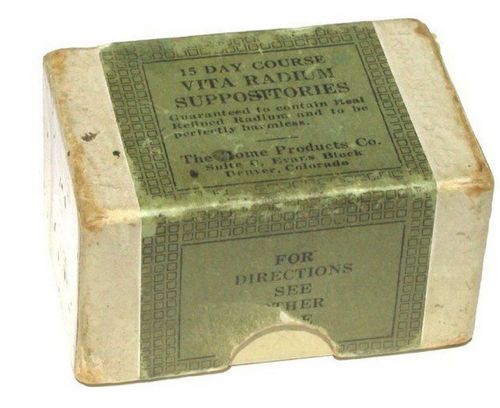 15 DAY COURSE
VITA RADIUM
SUPPOSITORIES
Guaranteed to contain Real
Refined Radium and to be
perfectly harmless.
The Home Products Co.
Suite C, Evans Block
Denver, Colorado
FOR
DIRECTIONS
SEE